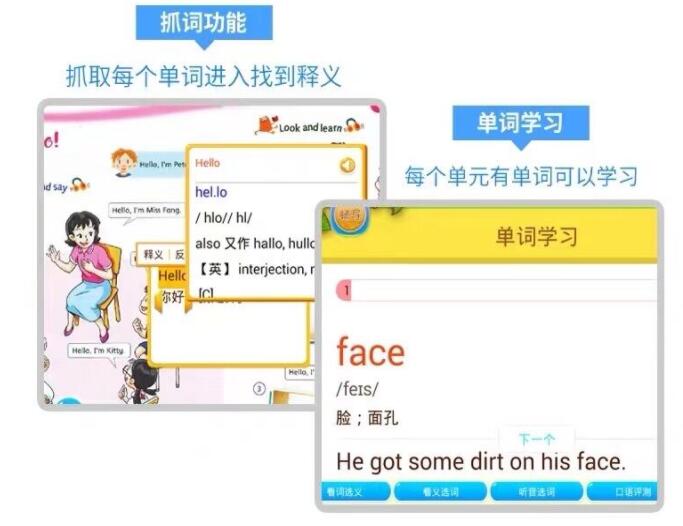 抓词功能
抓取每个单词进入找到释义
Look and learn
Hello, I'm Pet
nd say
Hello, I'm Miss Fang.
Hello
hel.lo
/ hlo// hl/
also 又作 hallo, hullo
【英】interjection, n
[C]
释义 | 反
Hello
你好
Hello, I'm Kitty.
Hello, I'
③
单词学习
每个单元有单词可以学习
单词学习
1
face
/feɪs/
脸；面孔
下一个
He got some dirt on his face.
看词选义
看义选词
听音选词
口语评测